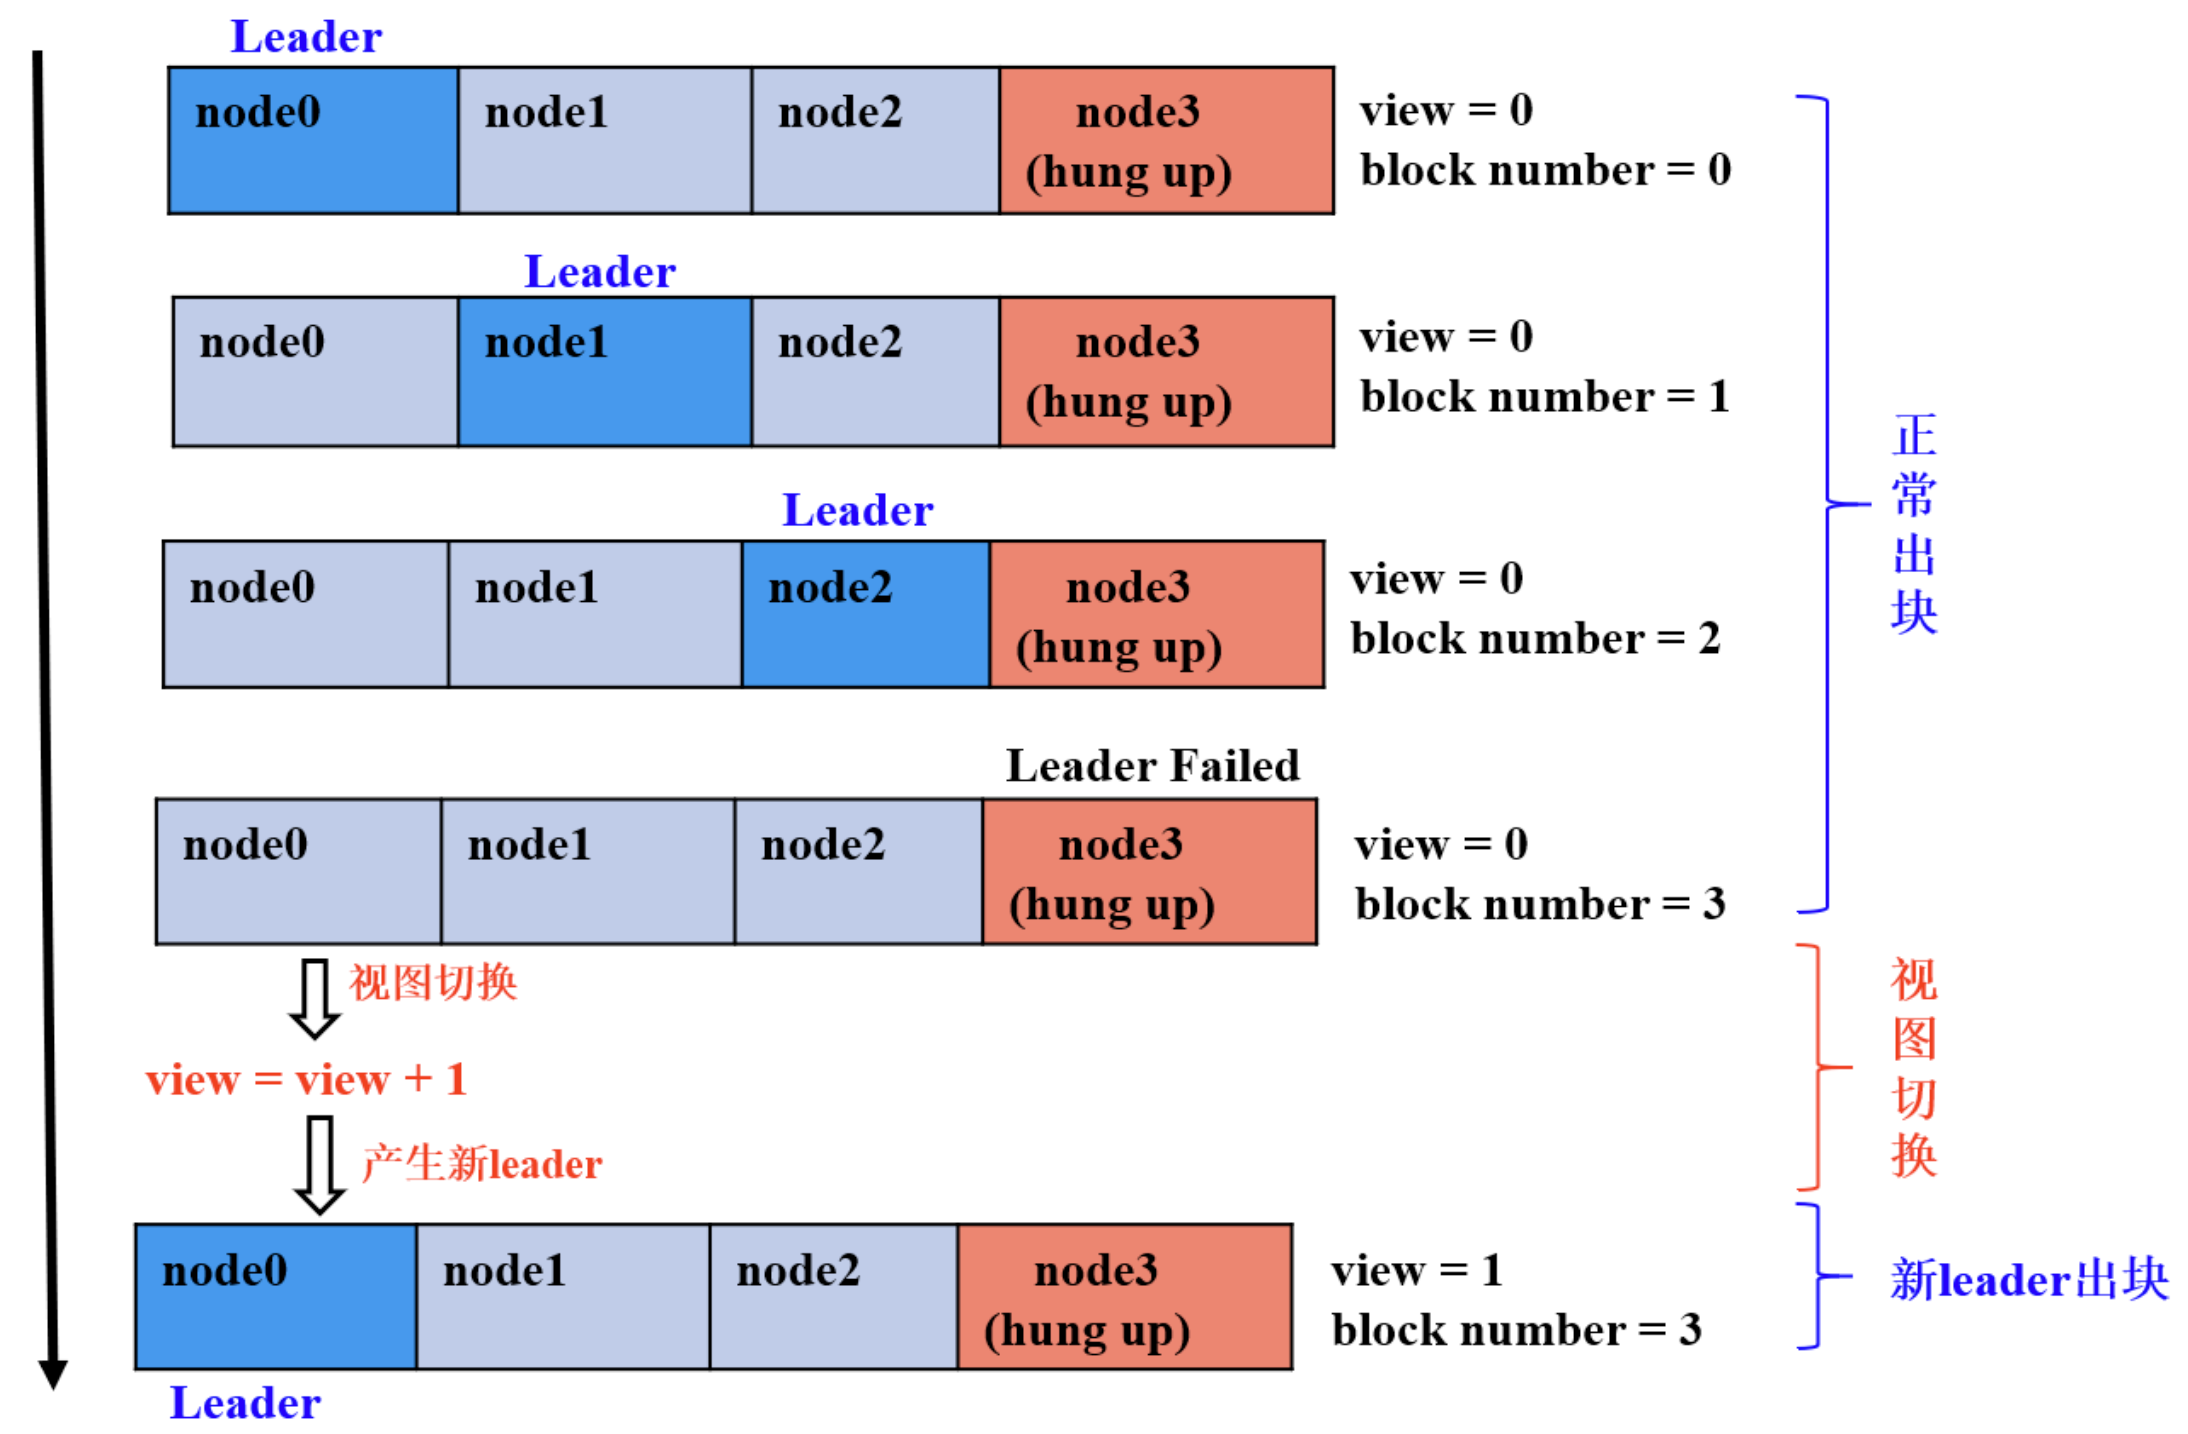 Leader
node0 node1 node2 node3
(hung up)
view = 0
block number = 0
Leader
node0 node1 node2 node3
(hung up)
view = 0
block number = 1
Leader
node0 node1 node2 node3
(hung up)
view = 0
block number = 2
正常出块
Leader Failed
node0 node1 node2 node3
(hung up)
view = 0
block number = 3
视图切换
view = view + 1
产生新leader
视图切换
node0 node1 node2 node3
(hung up)
view = 1
block number = 3
新leader出块
Leader